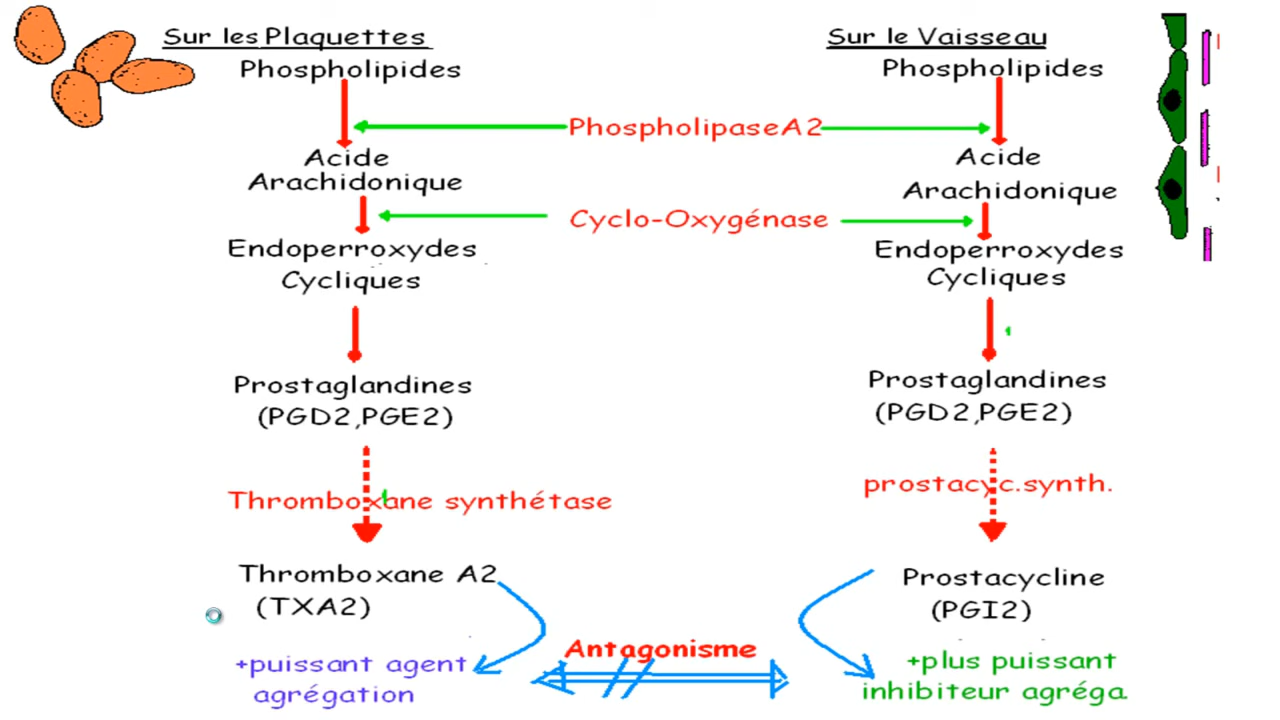 Sur les Plaquettes
Phospholipides
Acide
Arachidonique
Endoperroxydes
Cycliques
Prostaglandines
(PGD2,PGE2)
Thromboxane synthétase
Thromboxane A2
(TXA2)
+puissant agent
agrégation
PhospholipaseA2
Cyclo-Oxygénase
Antagonisme
Sur le Vaisseau
Phospholipides
Acide
Arachidonique
Endoperroxydes
Cycliques
Prostaglandines
(PGD2,PGE2)
prostacyc.synth.
Prostacycline
(PGI2)
+plus puissant
inhibiteur agréga.